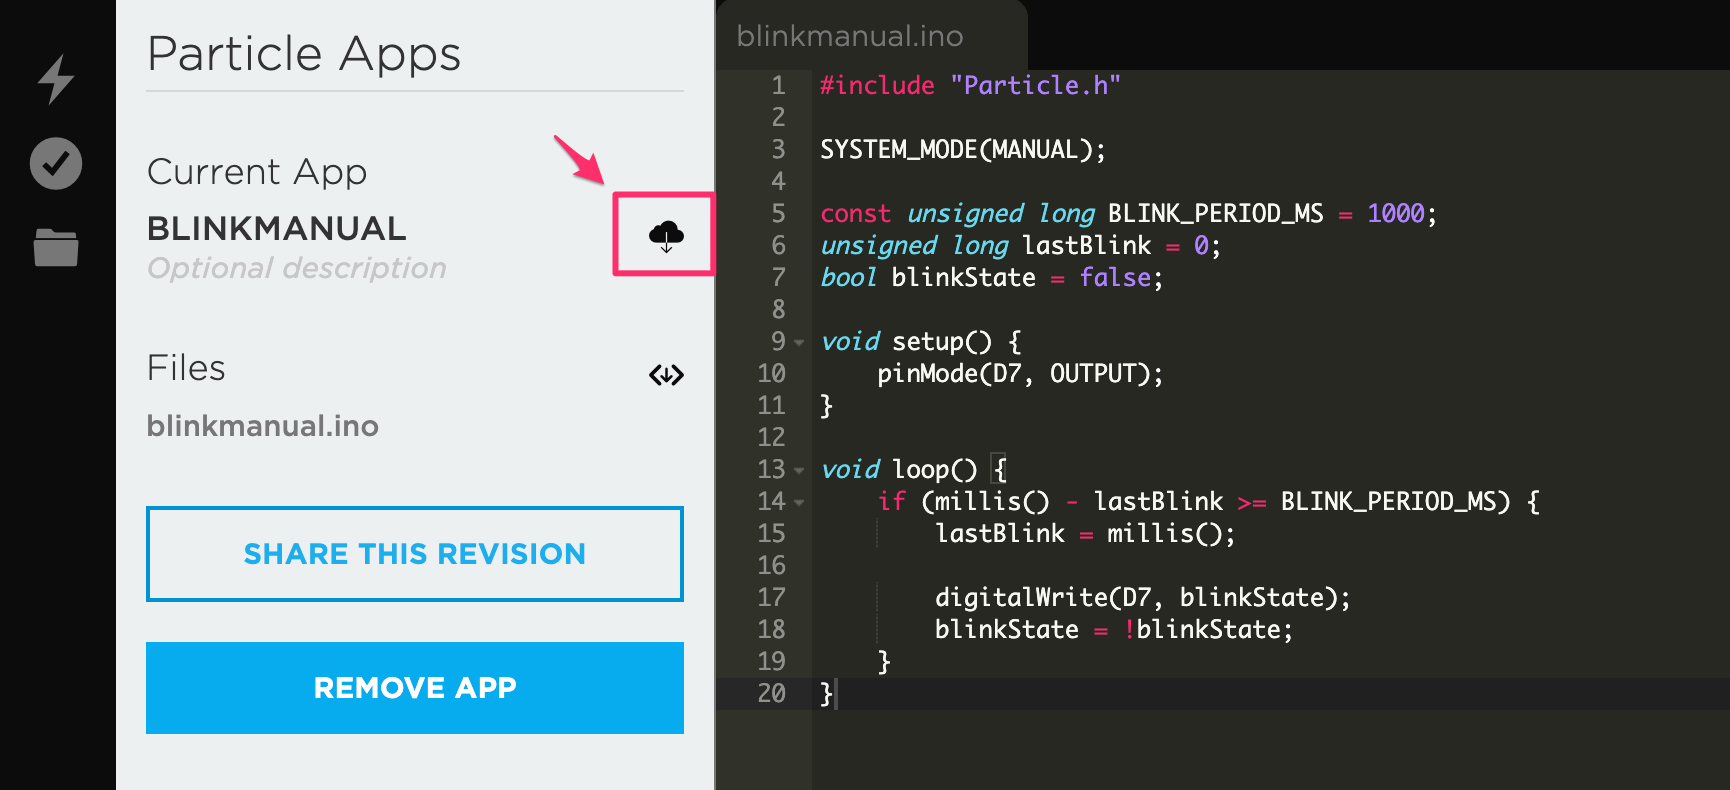 Particle Apps
Current App
BLINKMANUAL
Optional description
Files
blinkmanual.ino
SHARE THIS REVISION
REMOVE APP
blinkmanual.ino
1 #include "Particle.h"
2
3 SYSTEM_MODE(MANUAL);
4
5 const unsigned long BLINK_PERIOD_MS = 1000;
6 unsigned long lastBlink = 0;
7 bool blinkState = false;
8
9 void setup() {
10     pinMode(D7, OUTPUT);
11 }
12
13 void loop() {
14     if (millis() - lastBlink >= BLINK_PERIOD_MS) {
15         lastBlink = millis();
16
17         digitalWrite(D7, blinkState);
18         blinkState = !blinkState;
19     }
20 }